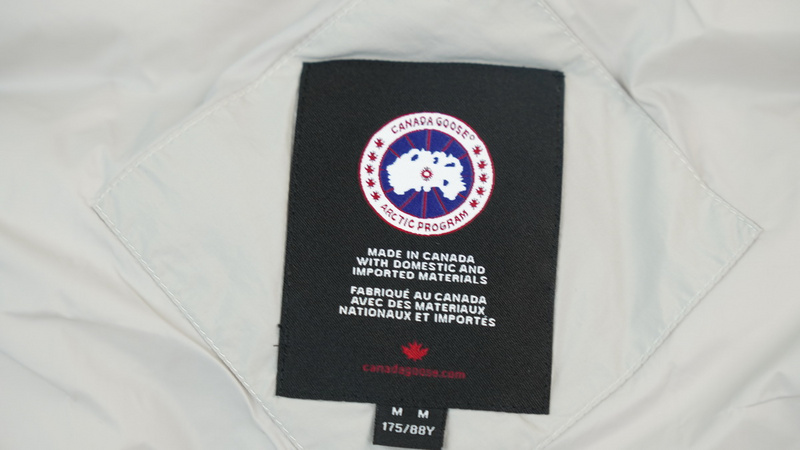 CANADA GOOSE®
ARCTIC PROGRAM
MADE IN CANADA
WITH DOMESTIC AND
IMPORTED MATERIALS
FABRIQUÉ AU CANADA
AVEC DES MATERIAUX
NATIONAUX ET IMPORTÉS
canadagoose.com
M M
175/88Y